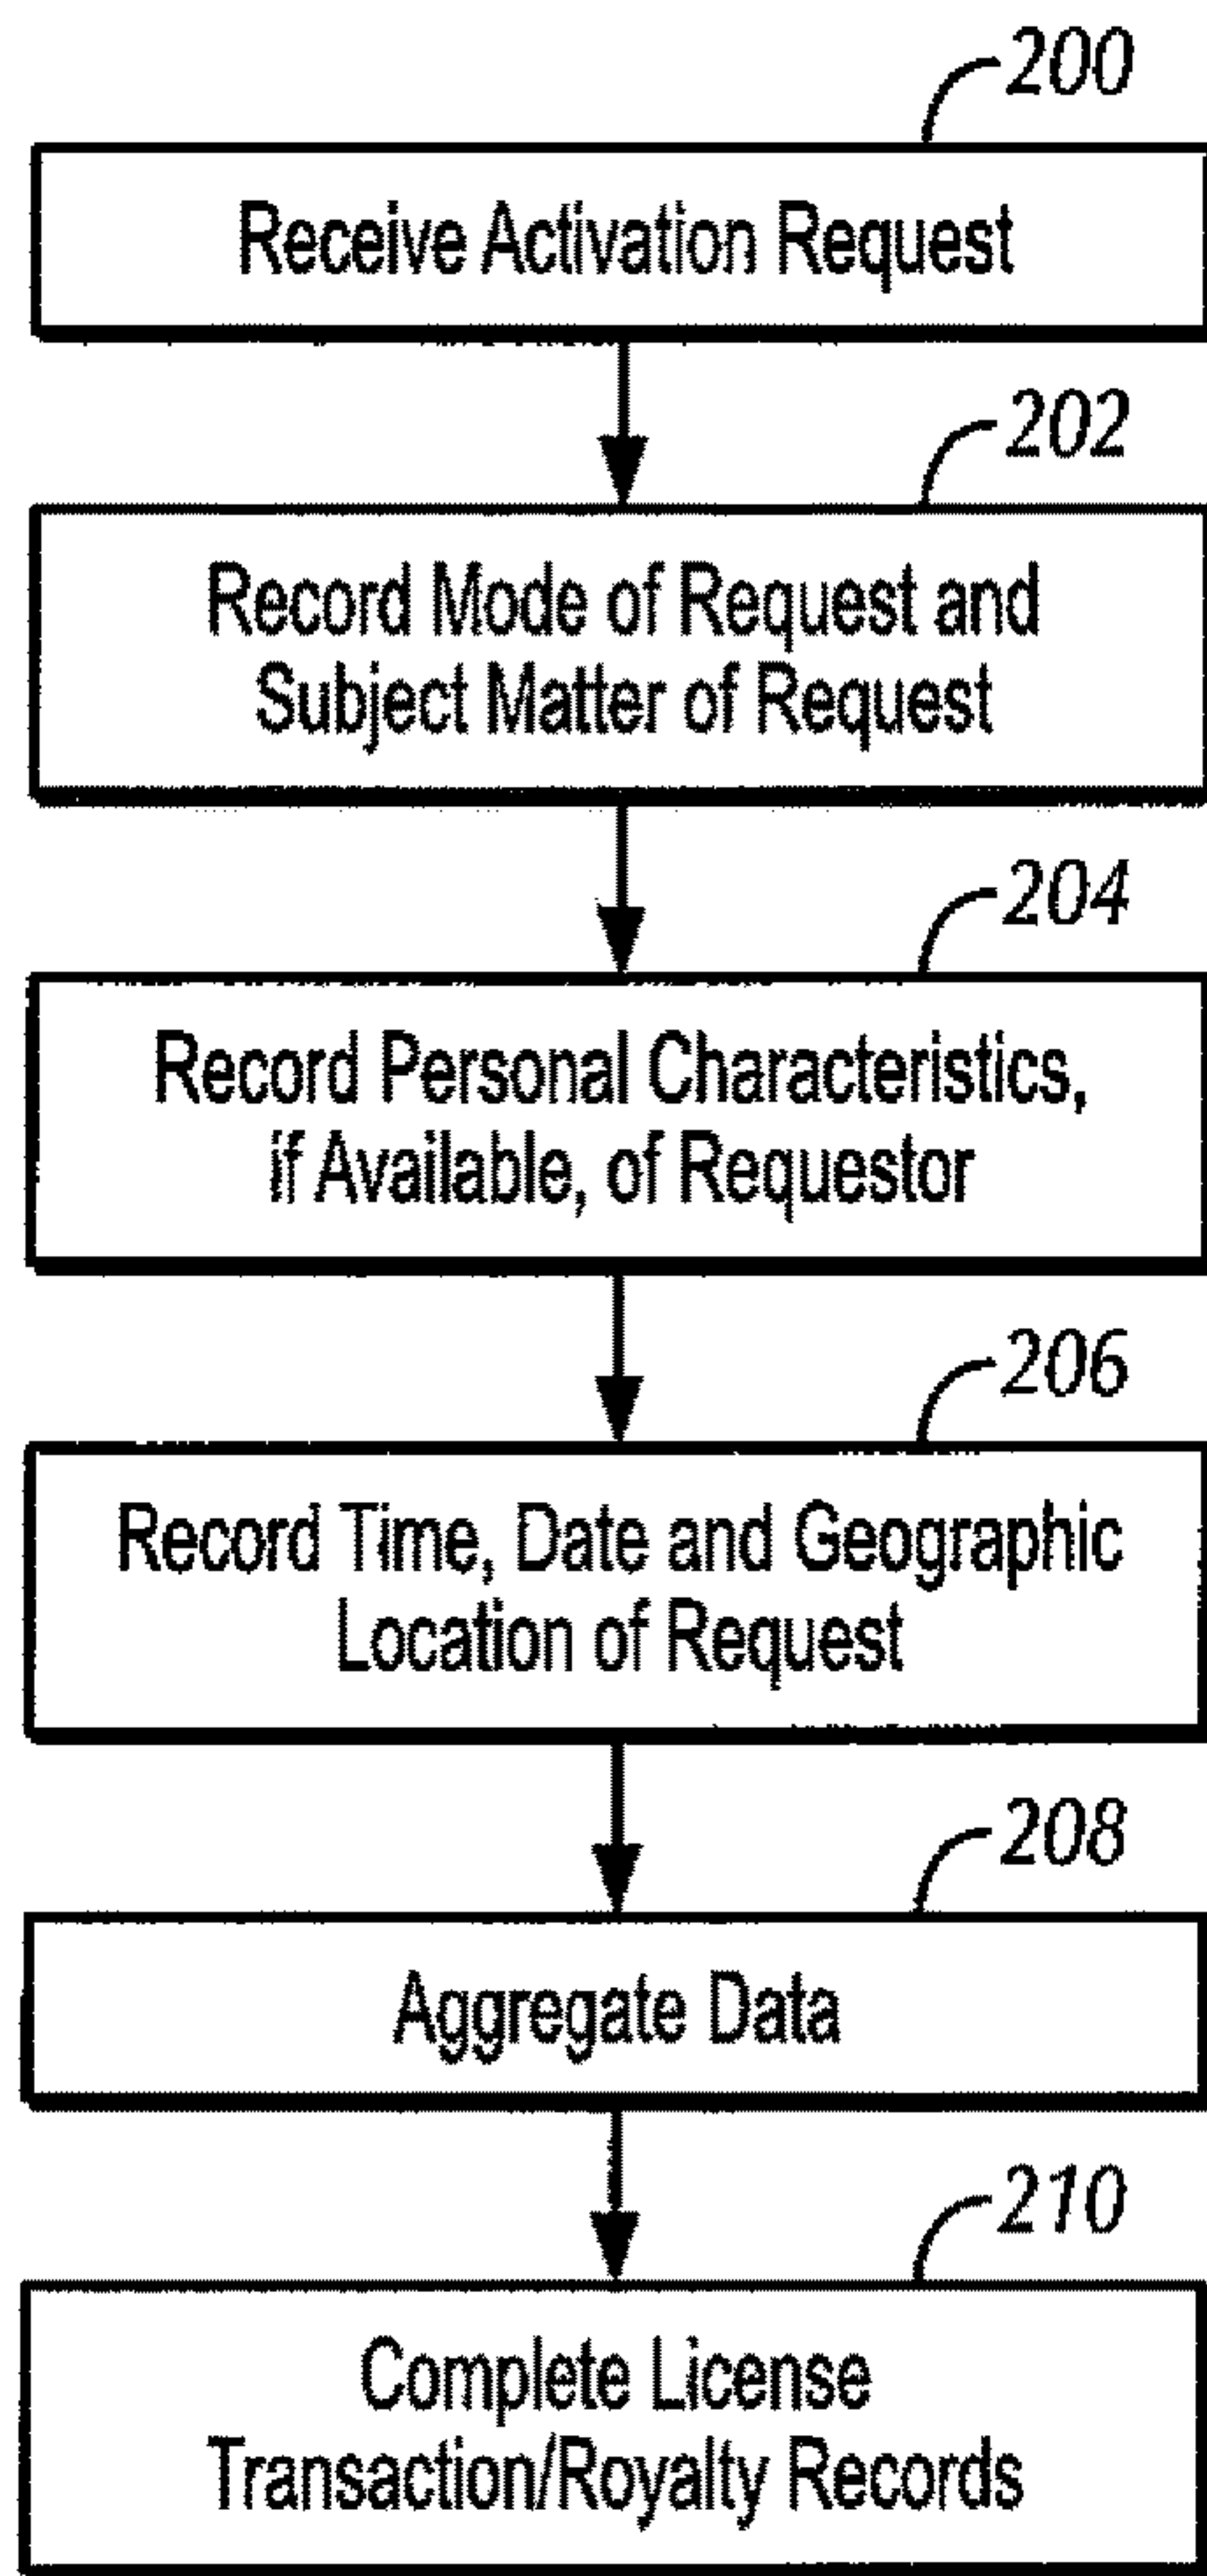 200
Receive Activation Request
202
Record Mode of Request and
Subject Matter of Request
204
Record Personal Characteristics,
if Available, of Requestor
206
Record Time, Date and Geographic
Location of Request
208
Aggregate Data
210
Complete License
Transaction/Royalty Records